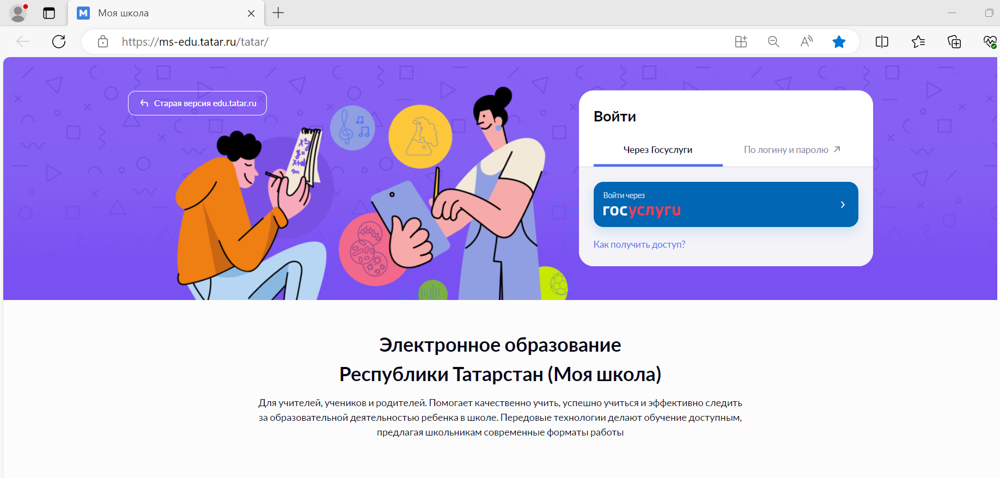 Моя школа
https://ms-edu.tatar.ru/tatar/
Старая версия edu.tatar.ru
Войти
Через Госуслуги
По логину и паролю
Войти через
госуслуги
Как получить доступ?
Электронное образование
Республики Татарстан (Моя школа)
Для учителей, учеников и родителей. Помогает качественно учить, успешно учиться и эффективно следить
за образовательной деятельностью ребенка в школе. Передовые технологии делают обучение доступным,
предлагая школьникам современные форматы работы